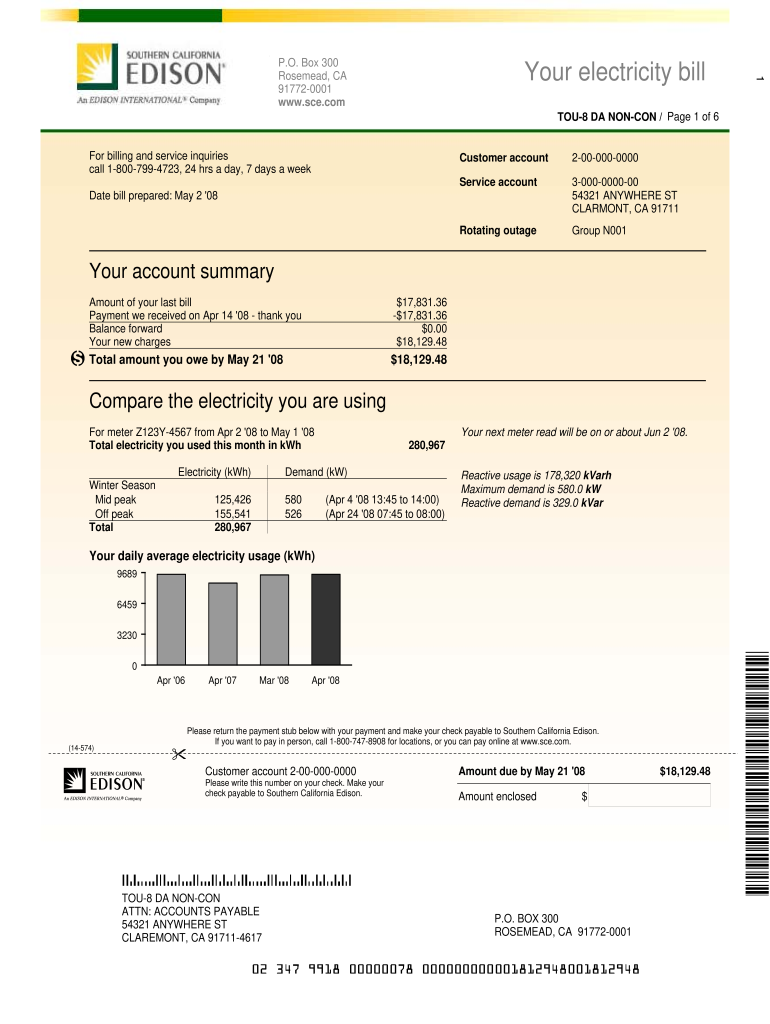 SOUTHERN CALIFORNIA
EDISON®
An EDISON INTERNATIONAL® Company
P.O. Box 300
Rosemead, CA
91772-0001
www.sce.com
Your electricity bill
1
TOU-8 DA NON-CON / Page 1 of 6
For billing and service inquiries
call 1-800-799-4723, 24 hrs a day, 7 days a week
Date bill prepared: May 2 '08
Customer account 2-00-000-0000
Service account 3-000-0000-00
54321 ANYWHERE ST
CLARMONT, CA 91711
Rotating outage Group N001
Your account summary
Amount of your last bill $17,831.36
Payment we received on Apr 14 '08 - thank you -$17,831.36
Balance forward $0.00
Your new charges $18,129.48
$ Total amount you owe by May 21 '08 $18,129.48
Compare the electricity you are using
For meter Z123Y-4567 from Apr 2 '08 to May 1 '08
Total electricity you used this month in kWh 280,967
Your next meter read will be on or about Jun 2 '08.
Electricity (kWh) Demand (kW)
Winter Season
Mid peak 125,426 580 (Apr 4 '08 13:45 to 14:00)
Off peak 155,541 526 (Apr 24 '08 07:45 to 08:00)
Total 280,967
Reactive usage is 178,320 kVarh
Maximum demand is 580.0 kW
Reactive demand is 329.0 kVar
Your daily average electricity usage (kWh)
9689
6459
3230
0
Apr '06 Apr '07 Mar '08 Apr '08
Please return the payment stub below with your payment and make your check payable to Southern California Edison.
If you want to pay in person, call 1-800-747-8908 for locations, or you can pay online at www.sce.com.
(14-574)
SOUTHERN CALIFORNIA
EDISON®
An EDISON INTERNATIONAL® Company
Customer account 2-00-000-0000
Please write this number on your check. Make your
check payable to Southern California Edison.
Amount due by May 21 '08 $18,129.48
Amount enclosed $
TOU-8 DA NON-CON
ATTN: ACCOUNTS PAYABLE
54321 ANYWHERE ST
CLAREMONT, CA 91711-4617
P.O. BOX 300
ROSEMEAD, CA 91772-0001
02 347 9918 00000078 0000000000018129480018​12948